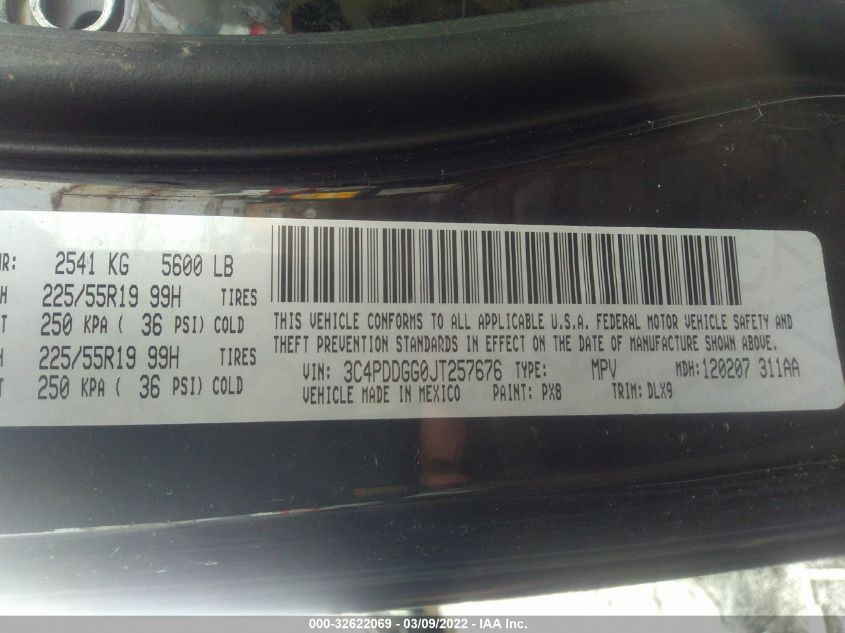 WR: 2541 KG 5600 LB
H 225/55R19 99H TIRES
T 250 KPA ( 36 PSI) COLD
H 225/55R19 99H TIRES
T 250 KPA ( 36 PSI) COLD
THIS VEHICLE CONFORMS TO ALL APPLICABLE U.S.A. FEDERAL MOTOR VEHICLE SAFETY AND
THEFT PREVENTION STANDARDS IN EFFECT ON THE DATE OF MANUFACTURE SHOWN ABOVE.
VIN: 3C4PDDGG0JT257676 TYPE: MPV MDH: 120207 311AA
VEHICLE MADE IN MEXICO PAINT: PX8 TRIM: DLX9
000-32622069 - 03/09/2022 - IAA Inc.